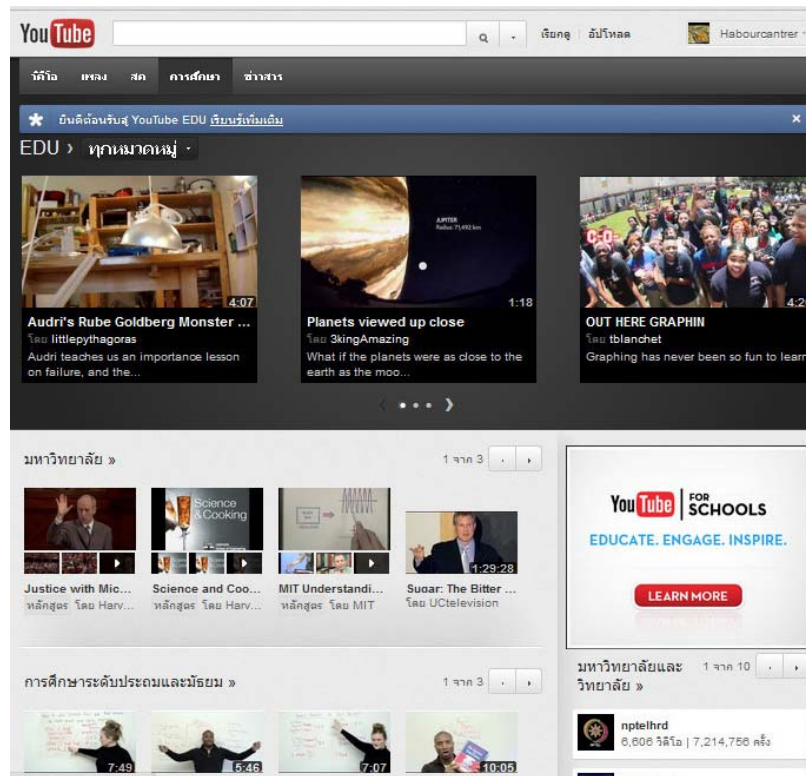 YouTube
เรียกดู อัปโหลด Habourcantrer
วิดีโอ เพลง สด การศึกษา ข่าวสาร
ยินดีต้อนรับสู่ YouTube EDU เรียนรู้เพิ่มเติม
EDU › ทุกหมวดหมู่
JUPITER
Radius: 71,492 km
4:07
1:18
4:29
Audri's Rube Goldberg Monster ...
โดย littlepythagoras
Audri teaches us an importance lesson
on failure, and the...
Planets viewed up close
โดย 3kingAmazing
What if the planets were as close to the
earth as the moo...
OUT HERE GRAPHIN
โดย tblanchet
Graphing has never been so fun to learn
มหาวิทยาลัย »
1 จาก 3
Science
&Cooking
1:29:28
Justice with Mic...
หลักสูตร โดย Harv...
Science and Coo...
หลักสูตร โดย Harv...
MIT Understandi...
หลักสูตร โดย MIT
Sugar: The Bitter ...
โดย UCtelevision
YouTube FOR SCHOOLS
EDUCATE. ENGAGE. INSPIRE.
LEARN MORE
การศึกษาระดับประถมและมัธยม »
1 จาก 3
7:49
5:46
7:07
10:05
มหาวิทยาลัยและ 1 จาก 10
วิทยาลัย »
nptelhrd
6,606 วิดีโอ | 7,214,756 ครั้ง